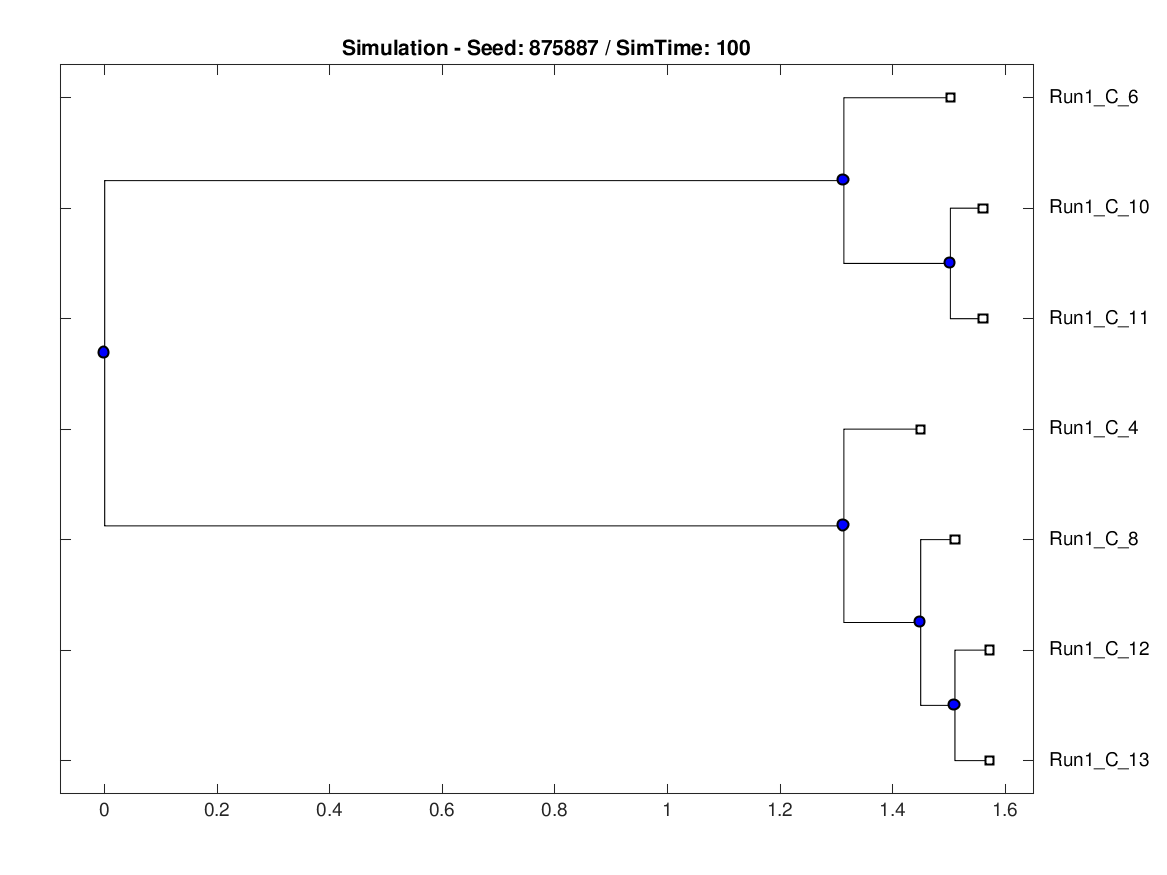 Simulation - Seed: 875887 / SimTime: 100
Run1_C_6
Run1_C_10
Run1_C_11
Run1_C_4
Run1_C_8
Run1_C_12
Run1_C_13
0 0.2 0.4 0.6 0.8 1 1.2 1.4 1.6